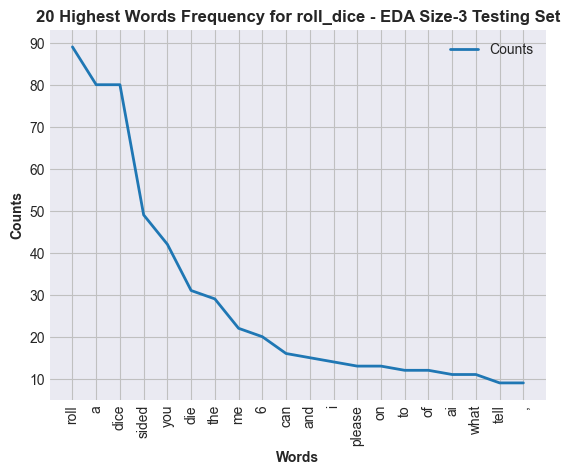 20 Highest Words Frequency for roll_dice - EDA Size-3 Testing Set
Counts
90
80
70
60
50
40
30
20
10
Counts
roll
a
dice
sided
you
die
the
me
6
can
and
i
please
on
to
of
ai
what
tell
,
Words